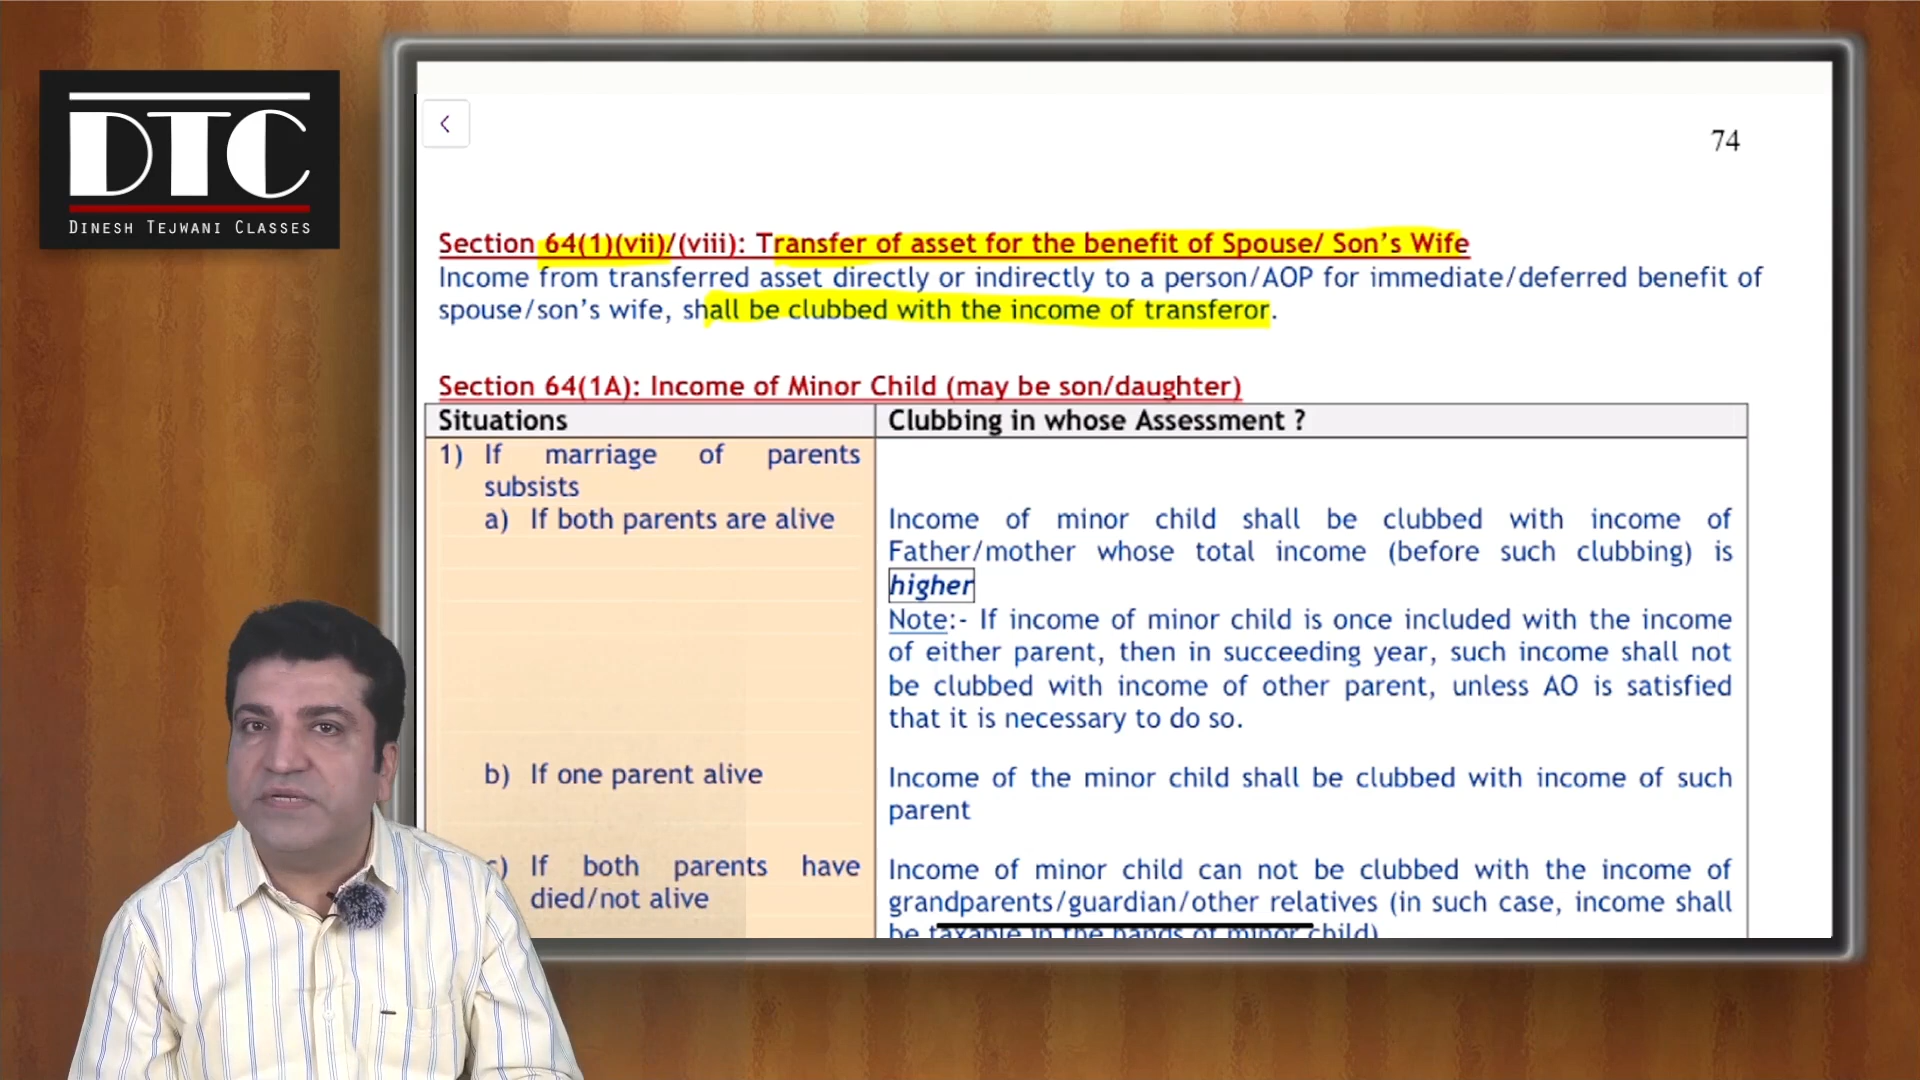 DTC
DINESH TEJWANI CLASSES
74
Section 64(1)(vii)/(viii): Transfer of asset for the benefit of Spouse/ Son's Wife
Income from transferred asset directly or indirectly to a person/AOP for immediate/deferred benefit of
spouse/son's wife, shall be clubbed with the income of transferor.
Section 64(1A): Income of Minor Child (may be son/daughter)
Situations
Clubbing in whose Assessment ?
1) If marriage of parents
subsists
a) If both parents are alive
Income of minor child shall be clubbed with income of
Father/mother whose total income (before such clubbing) is
higher
Note:- If income of minor child is once included with the income
of either parent, then in succeeding year, such income shall not
be clubbed with income of other parent, unless AO is satisfied
that it is necessary to do so.
b) If one parent alive
Income of the minor child shall be clubbed with income of such
parent
c) If both parents have
died/not alive
Income of minor child can not be clubbed with the income of
grandparents/guardian/other relatives (in such case, income shall
be taxable in the hands of minor child)